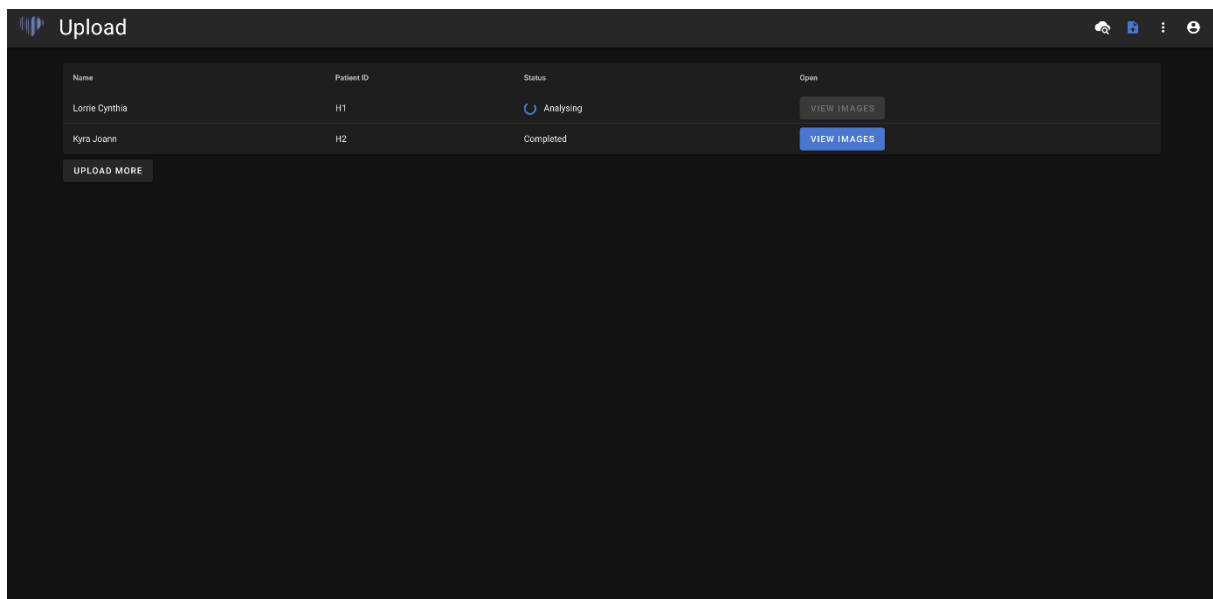 Upload
Name Patient ID Status Open
Lorrie Cynthia H1 Analysing VIEW IMAGES
Kyra Joann H2 Completed VIEW IMAGES
UPLOAD MORE